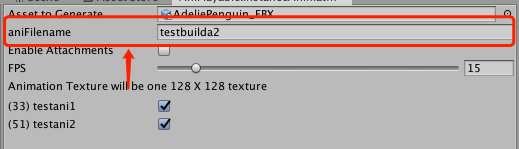 Asset to Generate AdeliePenguin_FBX
aniFilename testbuilda2
Enable Attachments
FPS 15
Animation Texture will be one 128 X 128 texture
(33) testani1
(51) testani2